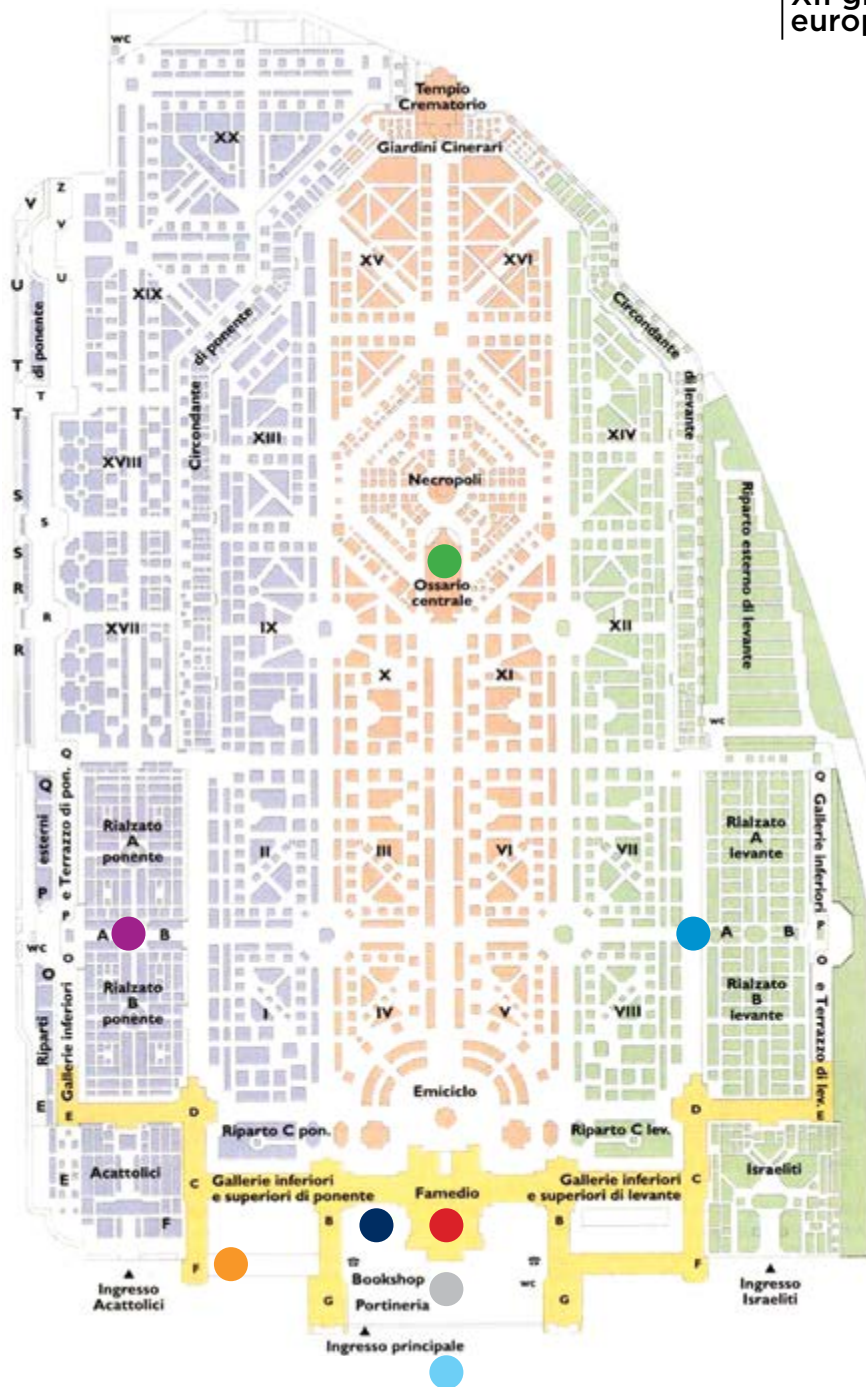 XII gi
europ
WC
Tempio
Crematorio
Giardini Cinerari
XX
V
Z
V
U
U
XV
XVI
XIX
di ponente
di ponente
Circondante
di levante
T
T
T
Circondante
XIII
XIV
XVIII
Necropoli
Riparto esterno di levante
S
S
S
Ossario
centrale
R
R
R
XVII
IX
XII
X
XI
WC
Q
Q
Q
esterni
e Terrazzo di pon.
Gallerie inferiori
Rialzato
A
ponente
II
III
VI
VII
Rialzato
A
levante
P
P
P
WC
A
B
A
B
O
O
O
Riparti
Gallerie inferiori
e Terrazzo di lev.
Rialzato
B
ponente
I
IV
V
VIII
Rialzato
B
levante
Emiciclo
E
E
E
D
D
Riparto C pon.
Riparto C lev.
Acattolici
Israeliti
E
C
Gallerie inferiori
e superiori di ponente
Famedio
Gallerie inferiori
e superiori di levante
C
F
B
B
F
F
Bookshop
WC
Ingresso
Acattolici
Ingresso
Israeliti
G
Portineria
G
Ingresso principale